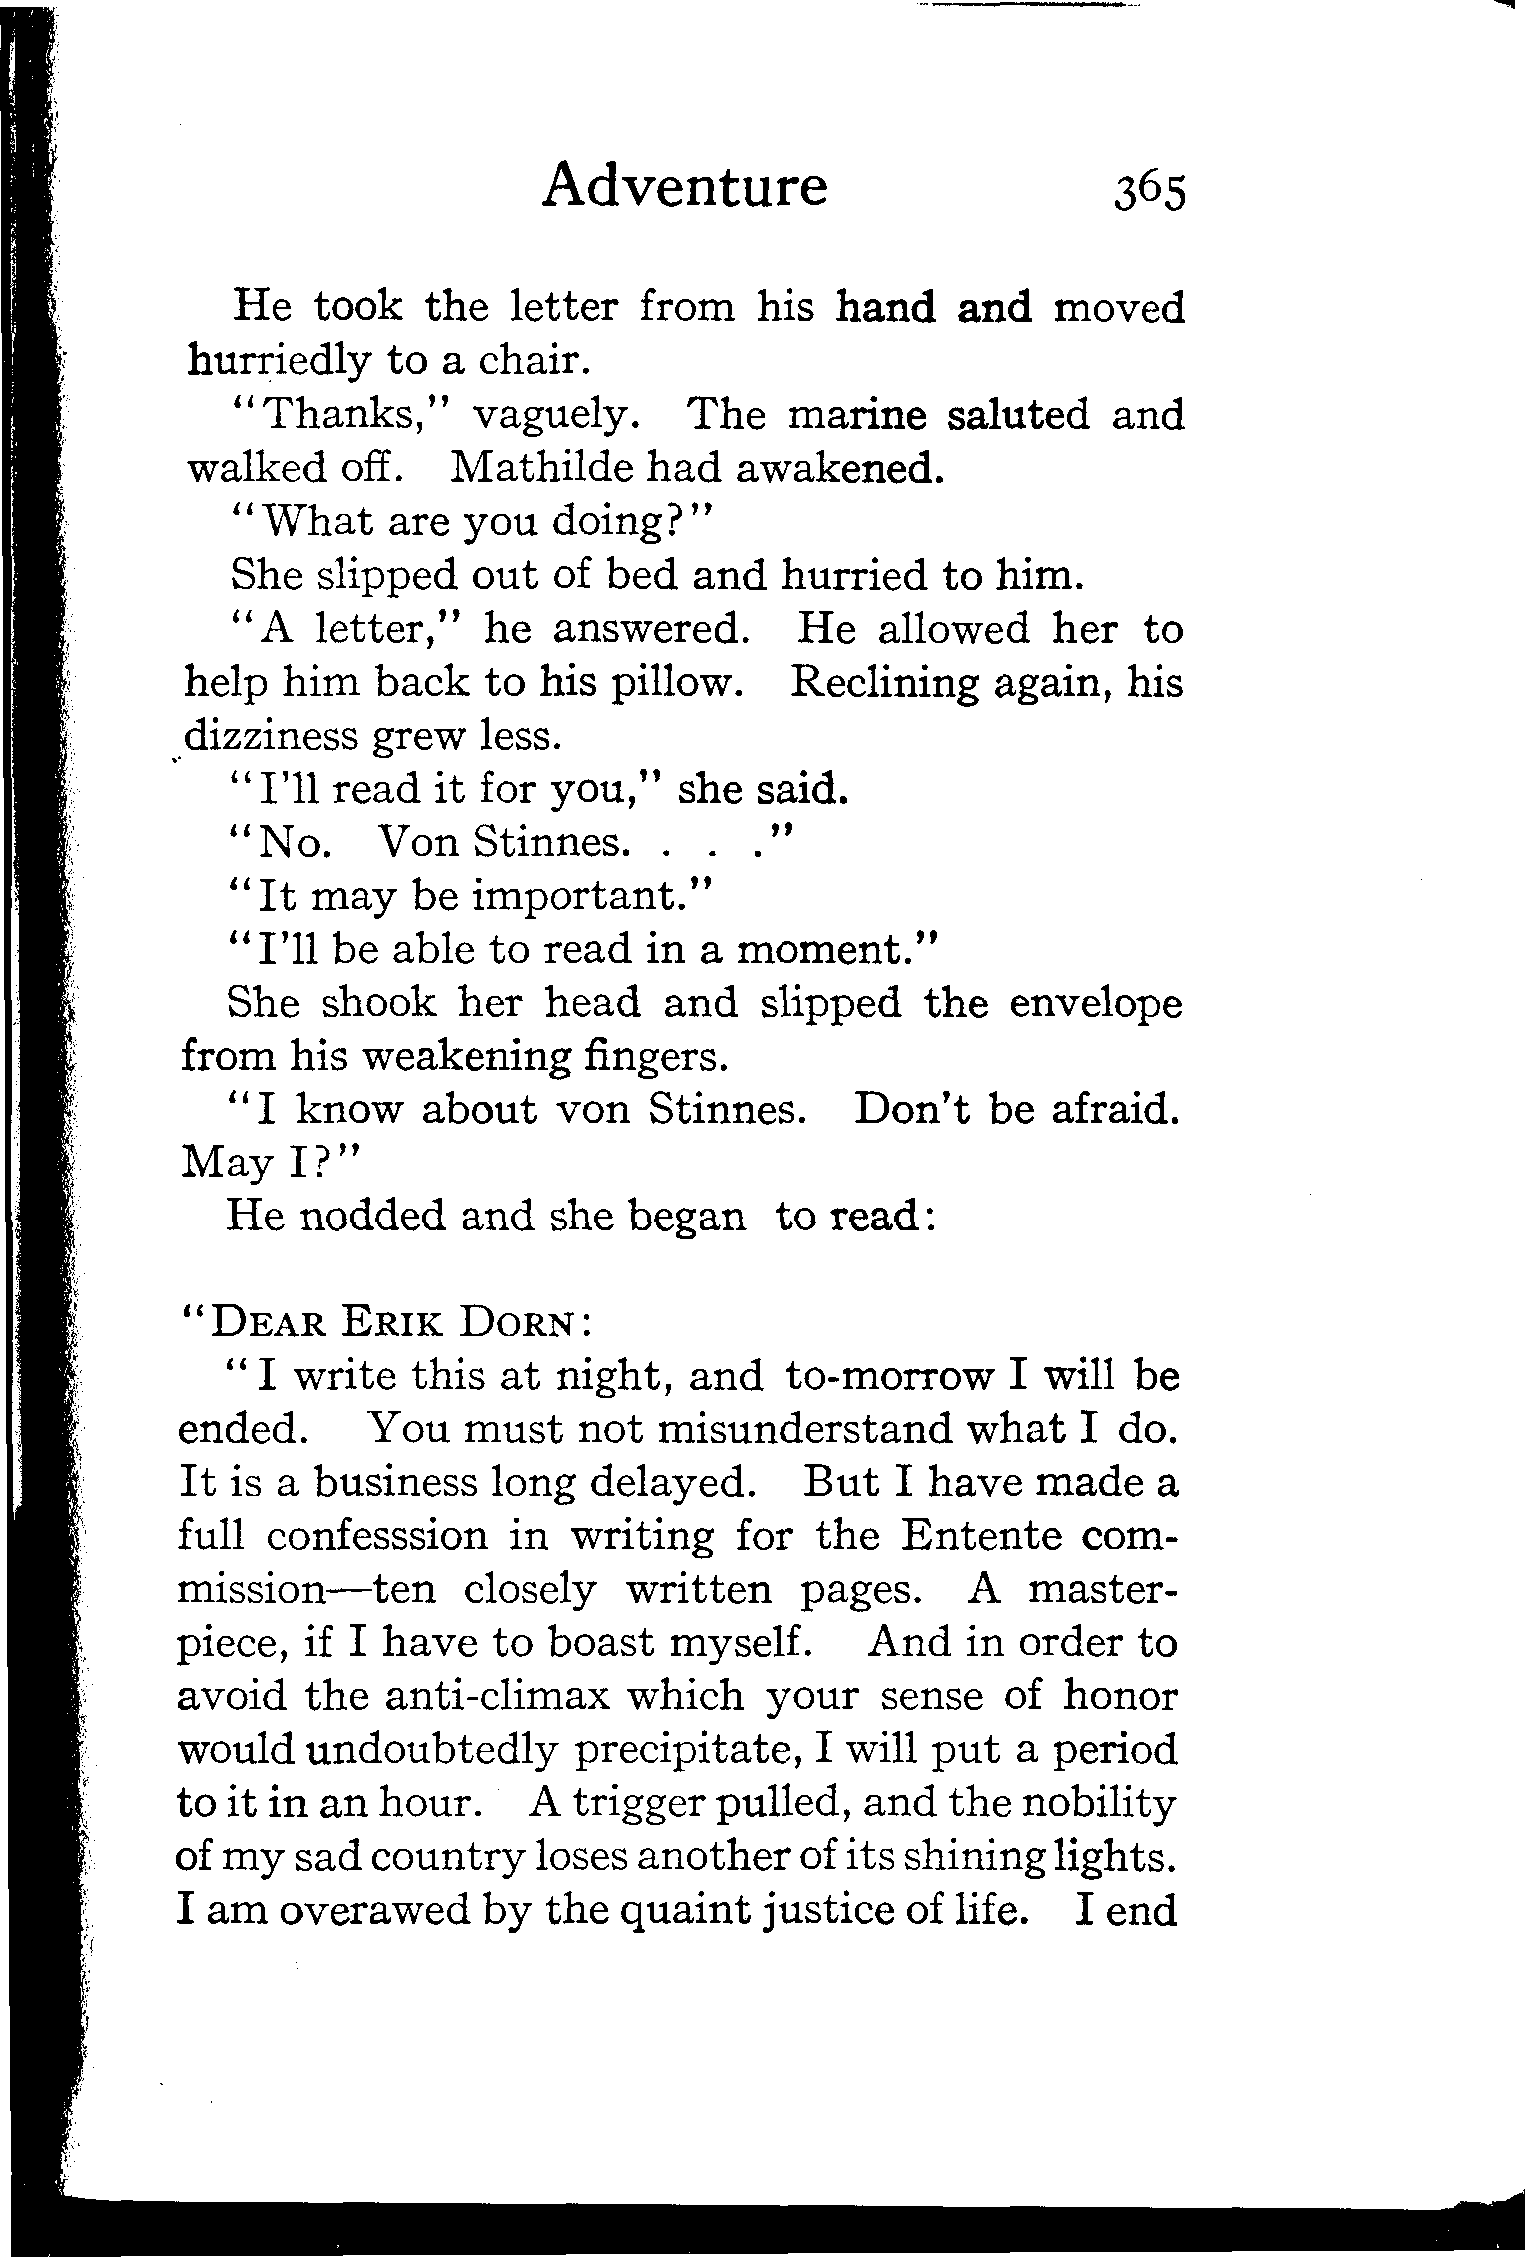 Adventure 365
He took the letter from his hand and moved
hurriedly to a chair.
"Thanks," vaguely. The marine saluted and
walked off. Mathilde had awakened.
"What are you doing?"
She slipped out of bed and hurried to him.
"A letter," he answered. He allowed her to
help him back to his pillow. Reclining again, his
dizziness grew less.
"I'll read it for you," she said.
"No. Von Stinnes. . . ."
"It may be important."
"I'll be able to read in a moment."
She shook her head and slipped the envelope
from his weakening fingers.
"I know about von Stinnes. Don't be afraid.
May I?"
He nodded and she began to read:
"DEAR ERIK DORN:
"I write this at night, and to-morrow I will be
ended. You must not misunderstand what I do.
It is a business long delayed. But I have made a
full confesssion in writing for the Entente com-
mission—ten closely written pages. A master-
piece, if I have to boast myself. And in order to
avoid the anti-climax which your sense of honor
would undoubtedly precipitate, I will put a period
to it in an hour. A trigger pulled, and the nobility
of my sad country loses another of its shining lights.
I am overawed by the quaint justice of life. I end